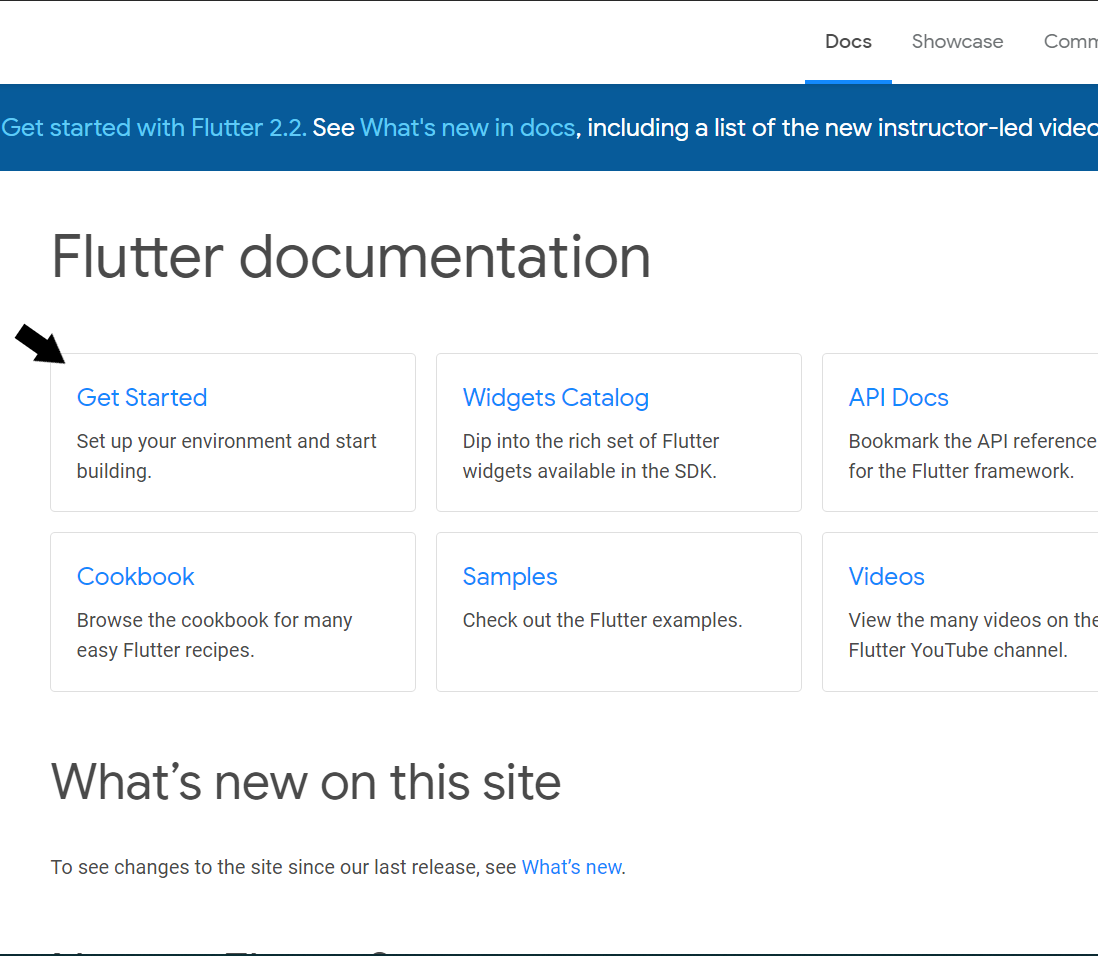 Docs Showcase
Get started with Flutter 2.2. See What's new in docs, including a list of the new instructor-led
Flutter documentation
Get Started
Set up your environment and start
building.
Widgets Catalog
Dip into the rich set of Flutter
widgets available in the SDK.
API Docs
Bookmark the API reference
for the Flutter framework.
Cookbook
Browse the cookbook for many
easy Flutter recipes.
Samples
Check out the Flutter examples.
Videos
View the many videos on the
Flutter YouTube channel.
What’s new on this site
To see changes to the site since our last release, see What’s new.